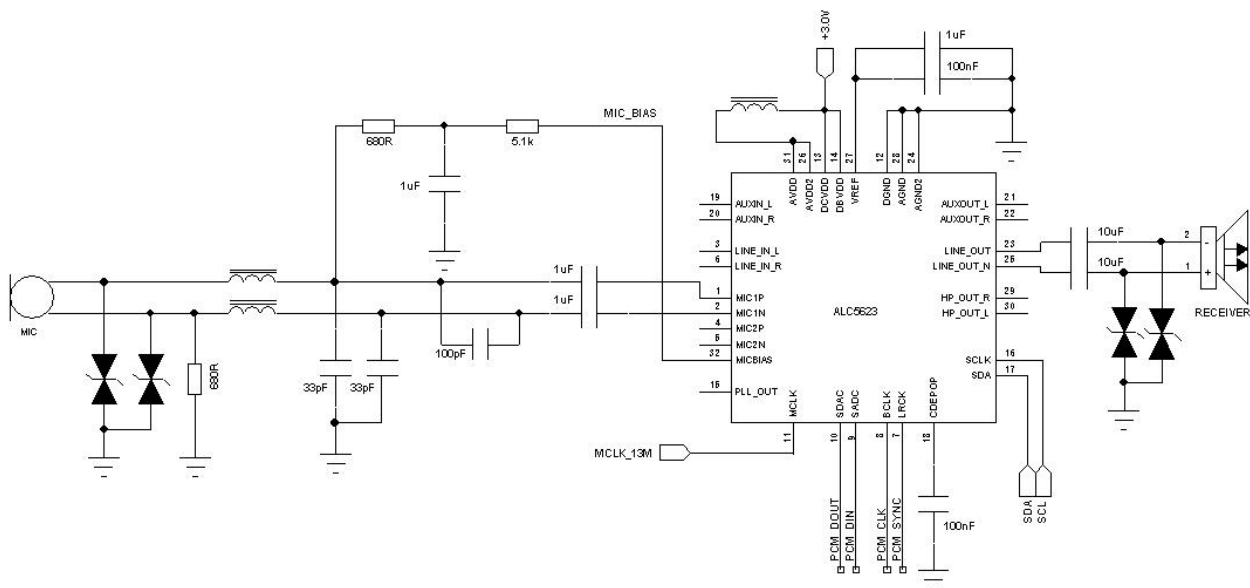 +3.0V
1uF
100nF
MIC_BIAS
680R
5.1k
1uF
31
26
13
14
27
12
28
24
AVDD
AVDD2
DCVDD
DBVDD
VREF
DGND
AGND
AGND2
19 AUXIN_L
20 AUXIN_R
3 LINE_IN_L
6 LINE_IN_R
1 MIC1P
2 MIC1N
4 MIC2P
5 MIC2N
32 MICBIAS
15 PLL_OUT
AUXOUT_L 21
AUXOUT_R 22
LINE_OUT 23
LINE_OUT_N 25
HP_OUT_R 29
HP_OUT_L 30
SCLK 16
SDA 17
ALC5623
10uF
10uF
2 -
1 +
RECEIVER
1uF
1uF
MIC
100pF
680R
33pF
33pF
MCLK
SDAC
SADC
BCLK
LRCK
CDEPOP
11
10
9
8
7
18
MCLK_13M
PCM_DOUT
PCM_DIN
PCM_CLK
PCM_SYNC
100nF
SDA
SCL